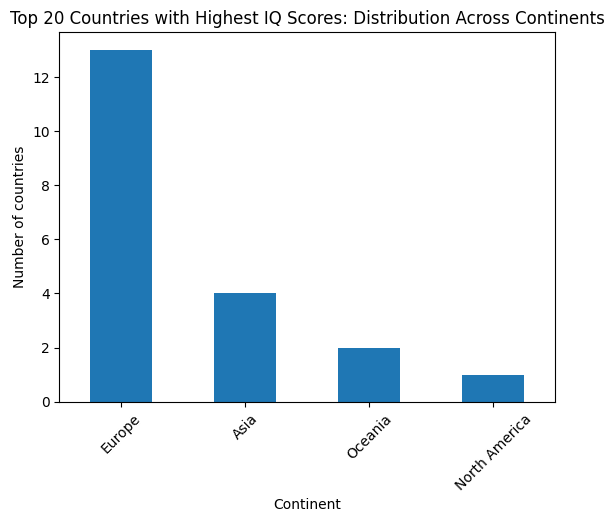 Top 20 Countries with Highest IQ Scores: Distribution Across Continents
Number of countries
12
10
8
6
4
2
0
Europe
Asia
Oceania
North America
Continent